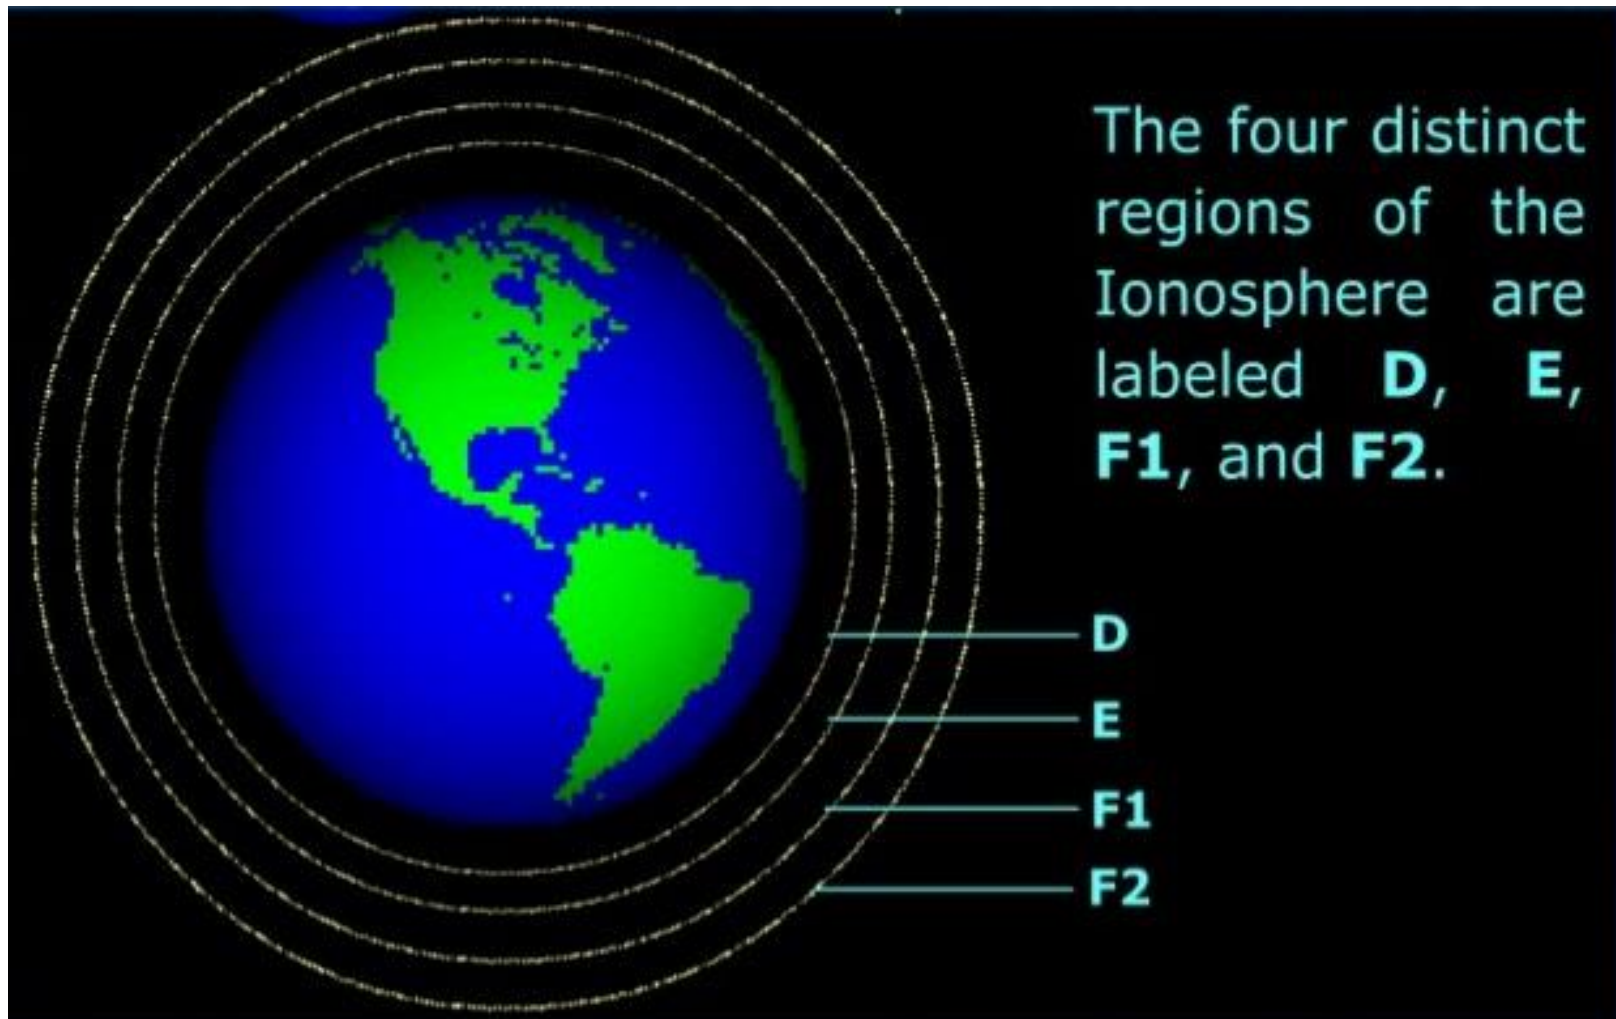 The four distinct
regions of the
Ionosphere are
labeled D, E,
F1, and F2.
D
E
F1
F2